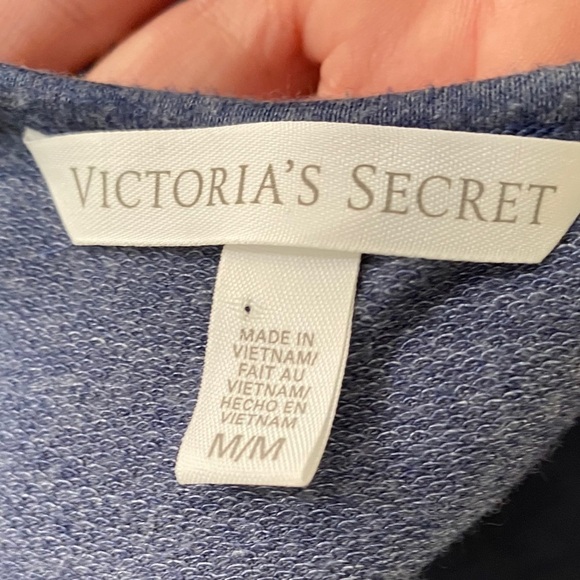 VICTORIA'S SECRET
MADE IN
VIETNAM/
FAIT AU
VIETNAM/
HECHO EN
VIETNAM
M/M